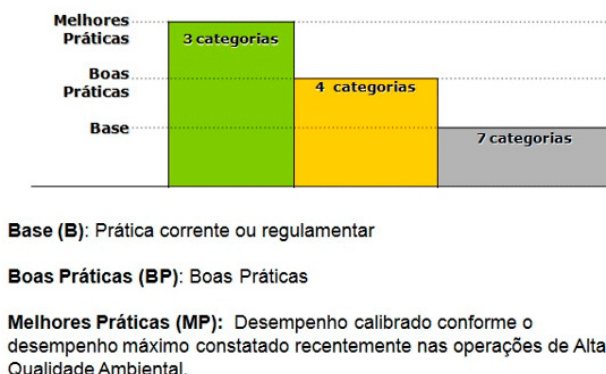 Melhores
Práticas
3 categorias
Boas
Práticas
4 categorias
Base
7 categorias
Base (B): Prática corrente ou regulamentar
Boas Práticas (BP): Boas Práticas
Melhores Práticas (MP): Desempenho calibrado conforme o
desempenho máximo constatado recentemente nas operações de Alta
Qualidade Ambiental.